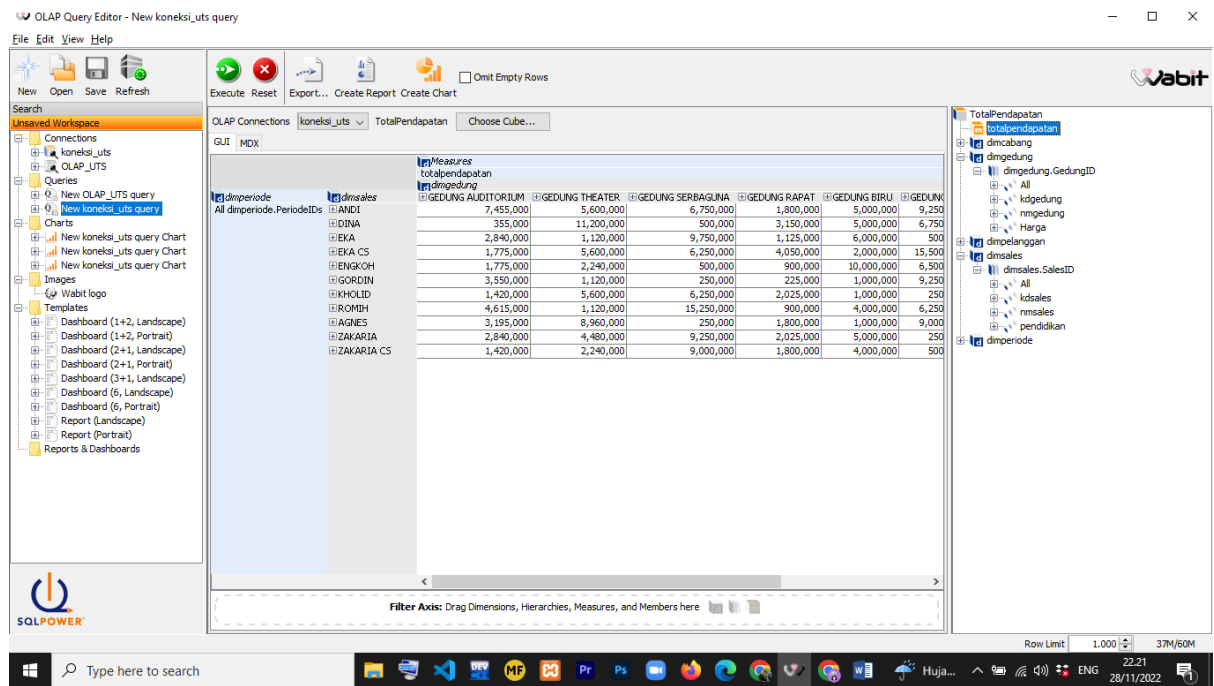 OLAP Query Editor - New koneksi_uts query
File Edit View Help
New Open Save Refresh
Execute Reset Export... Create Report Create Chart
Omit Empty Rows
Wabit
Search
Unsaved Workspace
Connections
koneksi_uts
OLAP_UTS
Queries
New OLAP_UTS query
New koneksi_uts query
Charts
New koneksi_uts query Chart
New koneksi_uts query Chart
New koneksi_uts query Chart
Images
Wabit logo
Templates
Dashboard (1+2, Landscape)
Dashboard (1+2, Portrait)
Dashboard (2+1, Landscape)
Dashboard (2+1, Portrait)
Dashboard (3+1, Landscape)
Dashboard (6, Landscape)
Dashboard (6, Portrait)
Report (Landscape)
Report (Portrait)
Reports & Dashboards
SQLPOWER
OLAP Connections koneksi_uts TotalPendapatan Choose Cube...
GUI MDX
Measures
totalpendapatan
dimgedung
dimperiode dimsales GEDUNG AUDITORIUM GEDUNG THEATER GEDUNG SERBAGUNA GEDUNG RAPAT GEDUNG BIRU GEDUNG
All dimperiode.PeriodeIDs ANDI 7,455,000 5,600,000 6,750,000 1,800,000 5,000,000 9,250
DINA 355,000 11,200,000 500,000 3,150,000 5,000,000 6,750
EKA 2,840,000 1,120,000 9,750,000 1,125,000 6,000,000 500
EKA CS 1,775,000 5,600,000 6,250,000 4,050,000 2,000,000 15,500
ENGKOH 1,775,000 2,240,000 500,000 900,000 10,000,000 6,500
GORDIN 3,550,000 1,120,000 250,000 225,000 1,000,000 9,250
KHOLID 1,420,000 5,600,000 6,250,000 2,025,000 1,000,000 250
ROMIH 4,615,000 1,120,000 15,250,000 900,000 4,000,000 6,250
AGNES 3,195,000 8,960,000 250,000 1,800,000 1,000,000 9,000
ZAKARIA 2,840,000 4,480,000 9,250,000 2,025,000 5,000,000 250
ZAKARIA CS 1,420,000 2,240,000 9,000,000 1,800,000 4,000,000 500
Filter Axis: Drag Dimensions, Hierarchies, Measures, and Members here
TotalPendapatan
totalpendapatan
dimcabang
dimgedung
dimgedung.GedungID
All
kdgedung
nmgedung
Harga
dimpelanggan
dimsales
dimsales.SalesID
All
kdsales
nmsales
pendidikan
dimperiode
Row Limit 1.000 37M/60M
Type here to search
DEV
MF
Pr
Ps
Huja...
ENG
22.21
28/11/2022